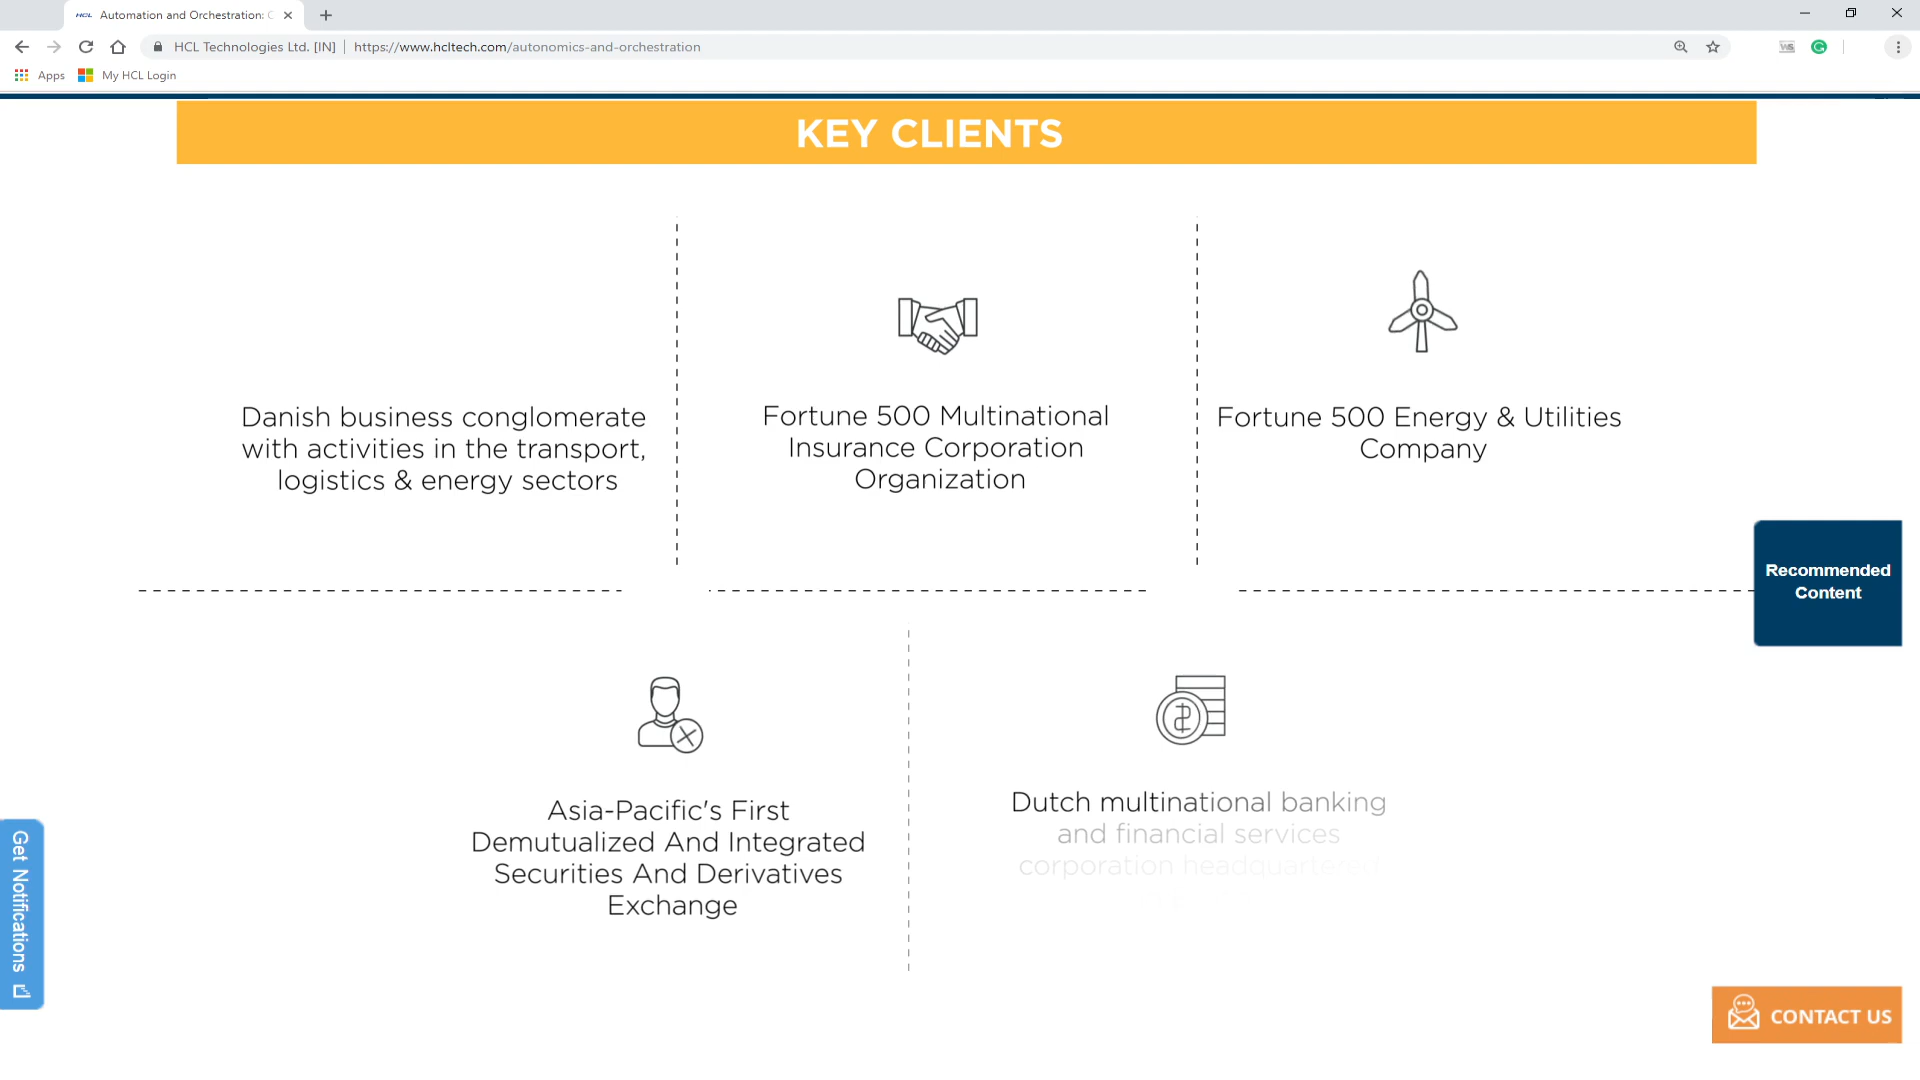 HCL Automation and Orchestration: C
HCL Technologies Ltd. [IN] | https://www.hcltech.com/autonomics-and-orchestration
Apps My HCL Login
KEY CLIENTS
Danish business conglomerate
with activities in the transport,
logistics & energy sectors
Fortune 500 Multinational
Insurance Corporation
Organization
Fortune 500 Energy & Utilities
Company
Recommended
Content
Asia-Pacific's First
Demutualized And Integrated
Securities And Derivatives
Exchange
Dutch multinational banking
and financial services
corporation headquartered
Get Notifications
CONTACT US